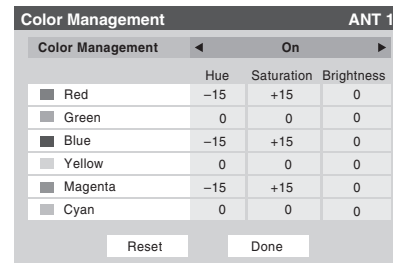 Color Management ANT 1
Color Management ◀ On ▶
Hue Saturation Brightness
Red −15 +15 0
Green 0 0 0
Blue −15 +15 0
Yellow 0 0 0
Magenta −15 +15 0
Cyan 0 0 0
Reset Done